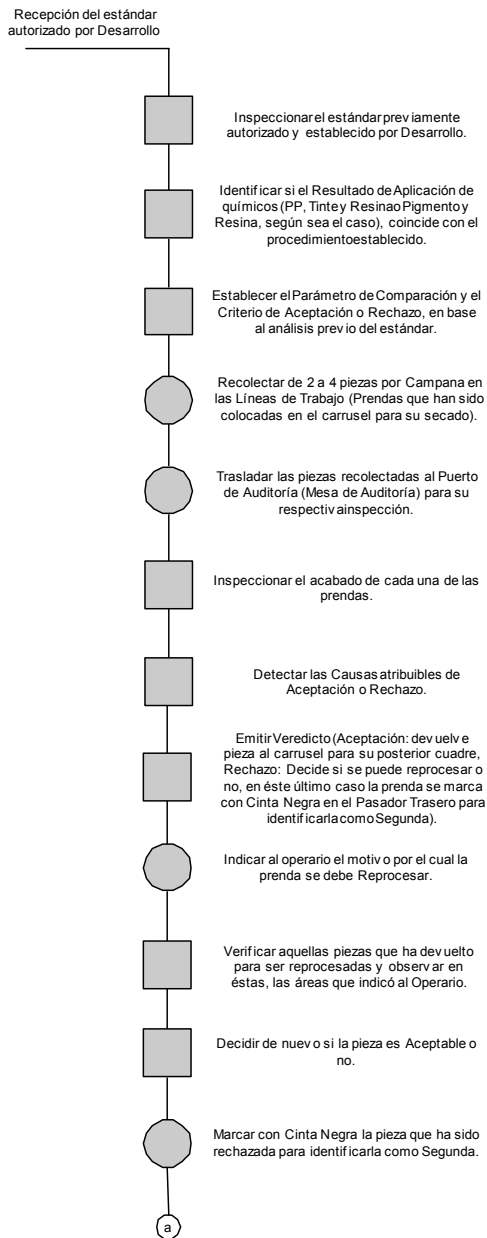 Recepción del estándar
autorizado por Desarrollo
Inspeccionar el estándar previamente
autorizado y establecido por Desarrollo.
Identificar si el Resultado de Aplicación de
químicos (PP, Tinte y Resina o Pigmento y
Resina, según sea el caso), coincide con el
procedimiento establecido.
Establecer el Parámetro de Comparación y el
Criterio de Aceptación o Rechazo, en base
al análisis previo del estándar.
Recolectar de 2 a 4 piezas por Campana en
las Líneas de Trabajo (Prendas que han sido
colocadas en el carrusel para su secado).
Trasladar las piezas recolectadas al Puerto
de Auditoría (Mesa de Auditoría) para su
respectiva inspección.
Inspeccionar el acabado de cada una de las
prendas.
Detectar las Causas atribuibles de
Aceptación o Rechazo.
Emitir Veredicto (Aceptación: devuelve
pieza al carrusel para su posterior cuadre,
Rechazo: Decide si se puede reprocesar o
no, en éste último caso la prenda se marca
con Cinta Negra en el Pasador Trasero para
identificarla como Segunda).
Indicar al operario el motivo por el cual la
prenda se debe Reprocesar.
Verificar aquellas piezas que ha devuelto
para ser reprocesadas y observar en
éstas, las áreas que indicó al Operario.
Decidir de nuevo si la pieza es Aceptable o
no.
Marcar con Cinta Negra la pieza que ha sido
rechazada para identificarla como Segunda.
a